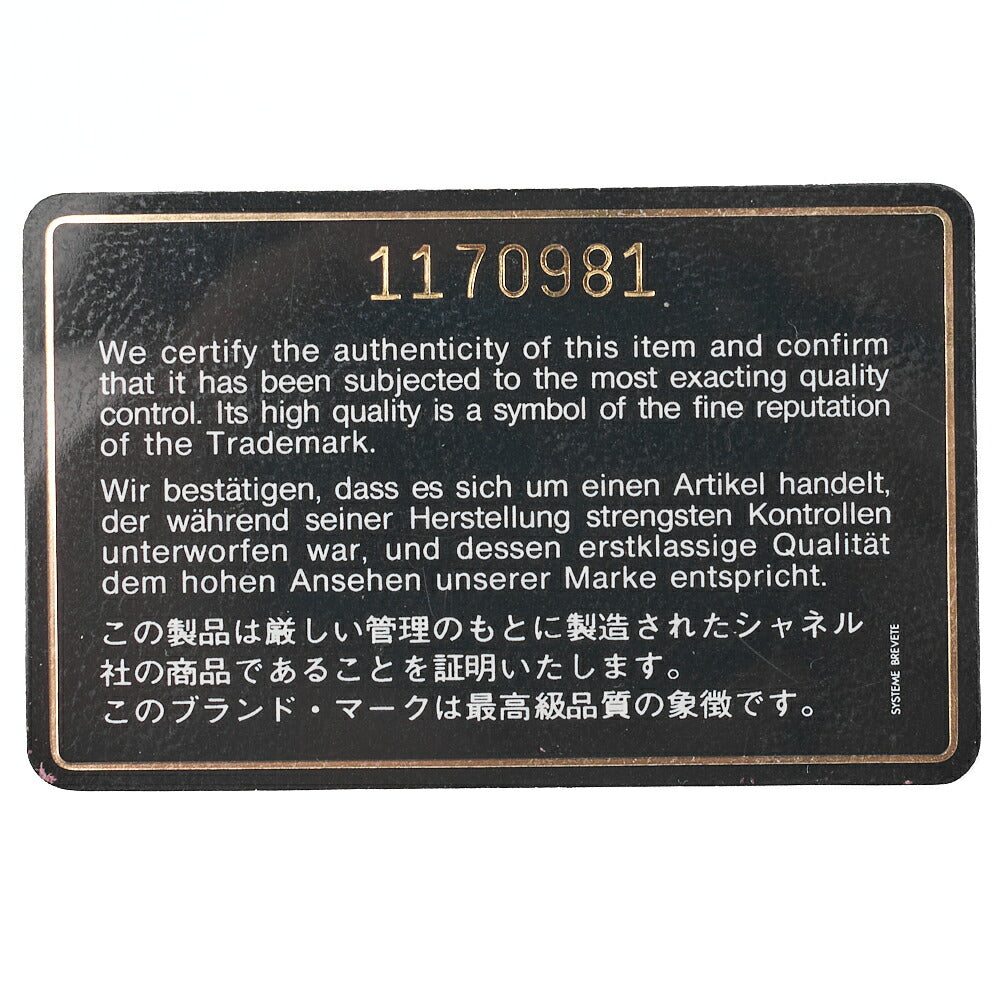 1170981
We certify the authenticity of this item and confirm
that it has been subjected to the most exacting quality
control. Its high quality is a symbol of the fine reputation
of the Trademark.
Wir bestätigen, dass es sich um einen Artikel handelt,
der während seiner Herstellung strengsten Kontrollen
unterworfen war, und dessen erstklassige Qualität
dem hohen Ansehen unserer Marke entspricht.
この製品は厳しい管理のもとに製造されたシャネル
社の商品であることを証明いたします。
このブランド・マークは最高級品質の象徴です。
SYSTEME BREVETE